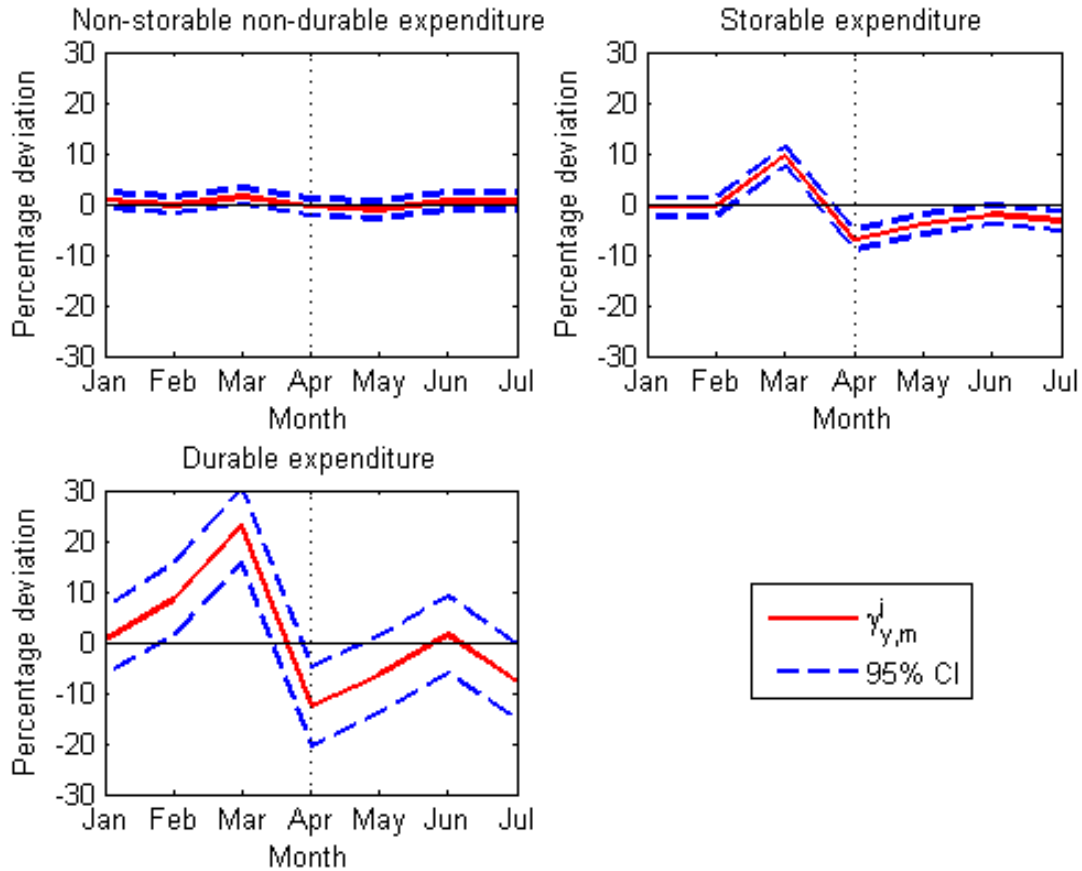 Non-storable non-durable expenditure
30
20
10
0
-10
-20
-30
Percentage deviation
Jan Feb Mar Apr May Jun Jul
Month
Storable expenditure
30
20
10
0
-10
-20
-30
Percentage deviation
Jan Feb Mar Apr May Jun Jul
Month
Durable expenditure
30
20
10
0
-10
-20
-30
Percentage deviation
Jan Feb Mar Apr May Jun Jul
Month
γ^i_{y,m}
95% CI